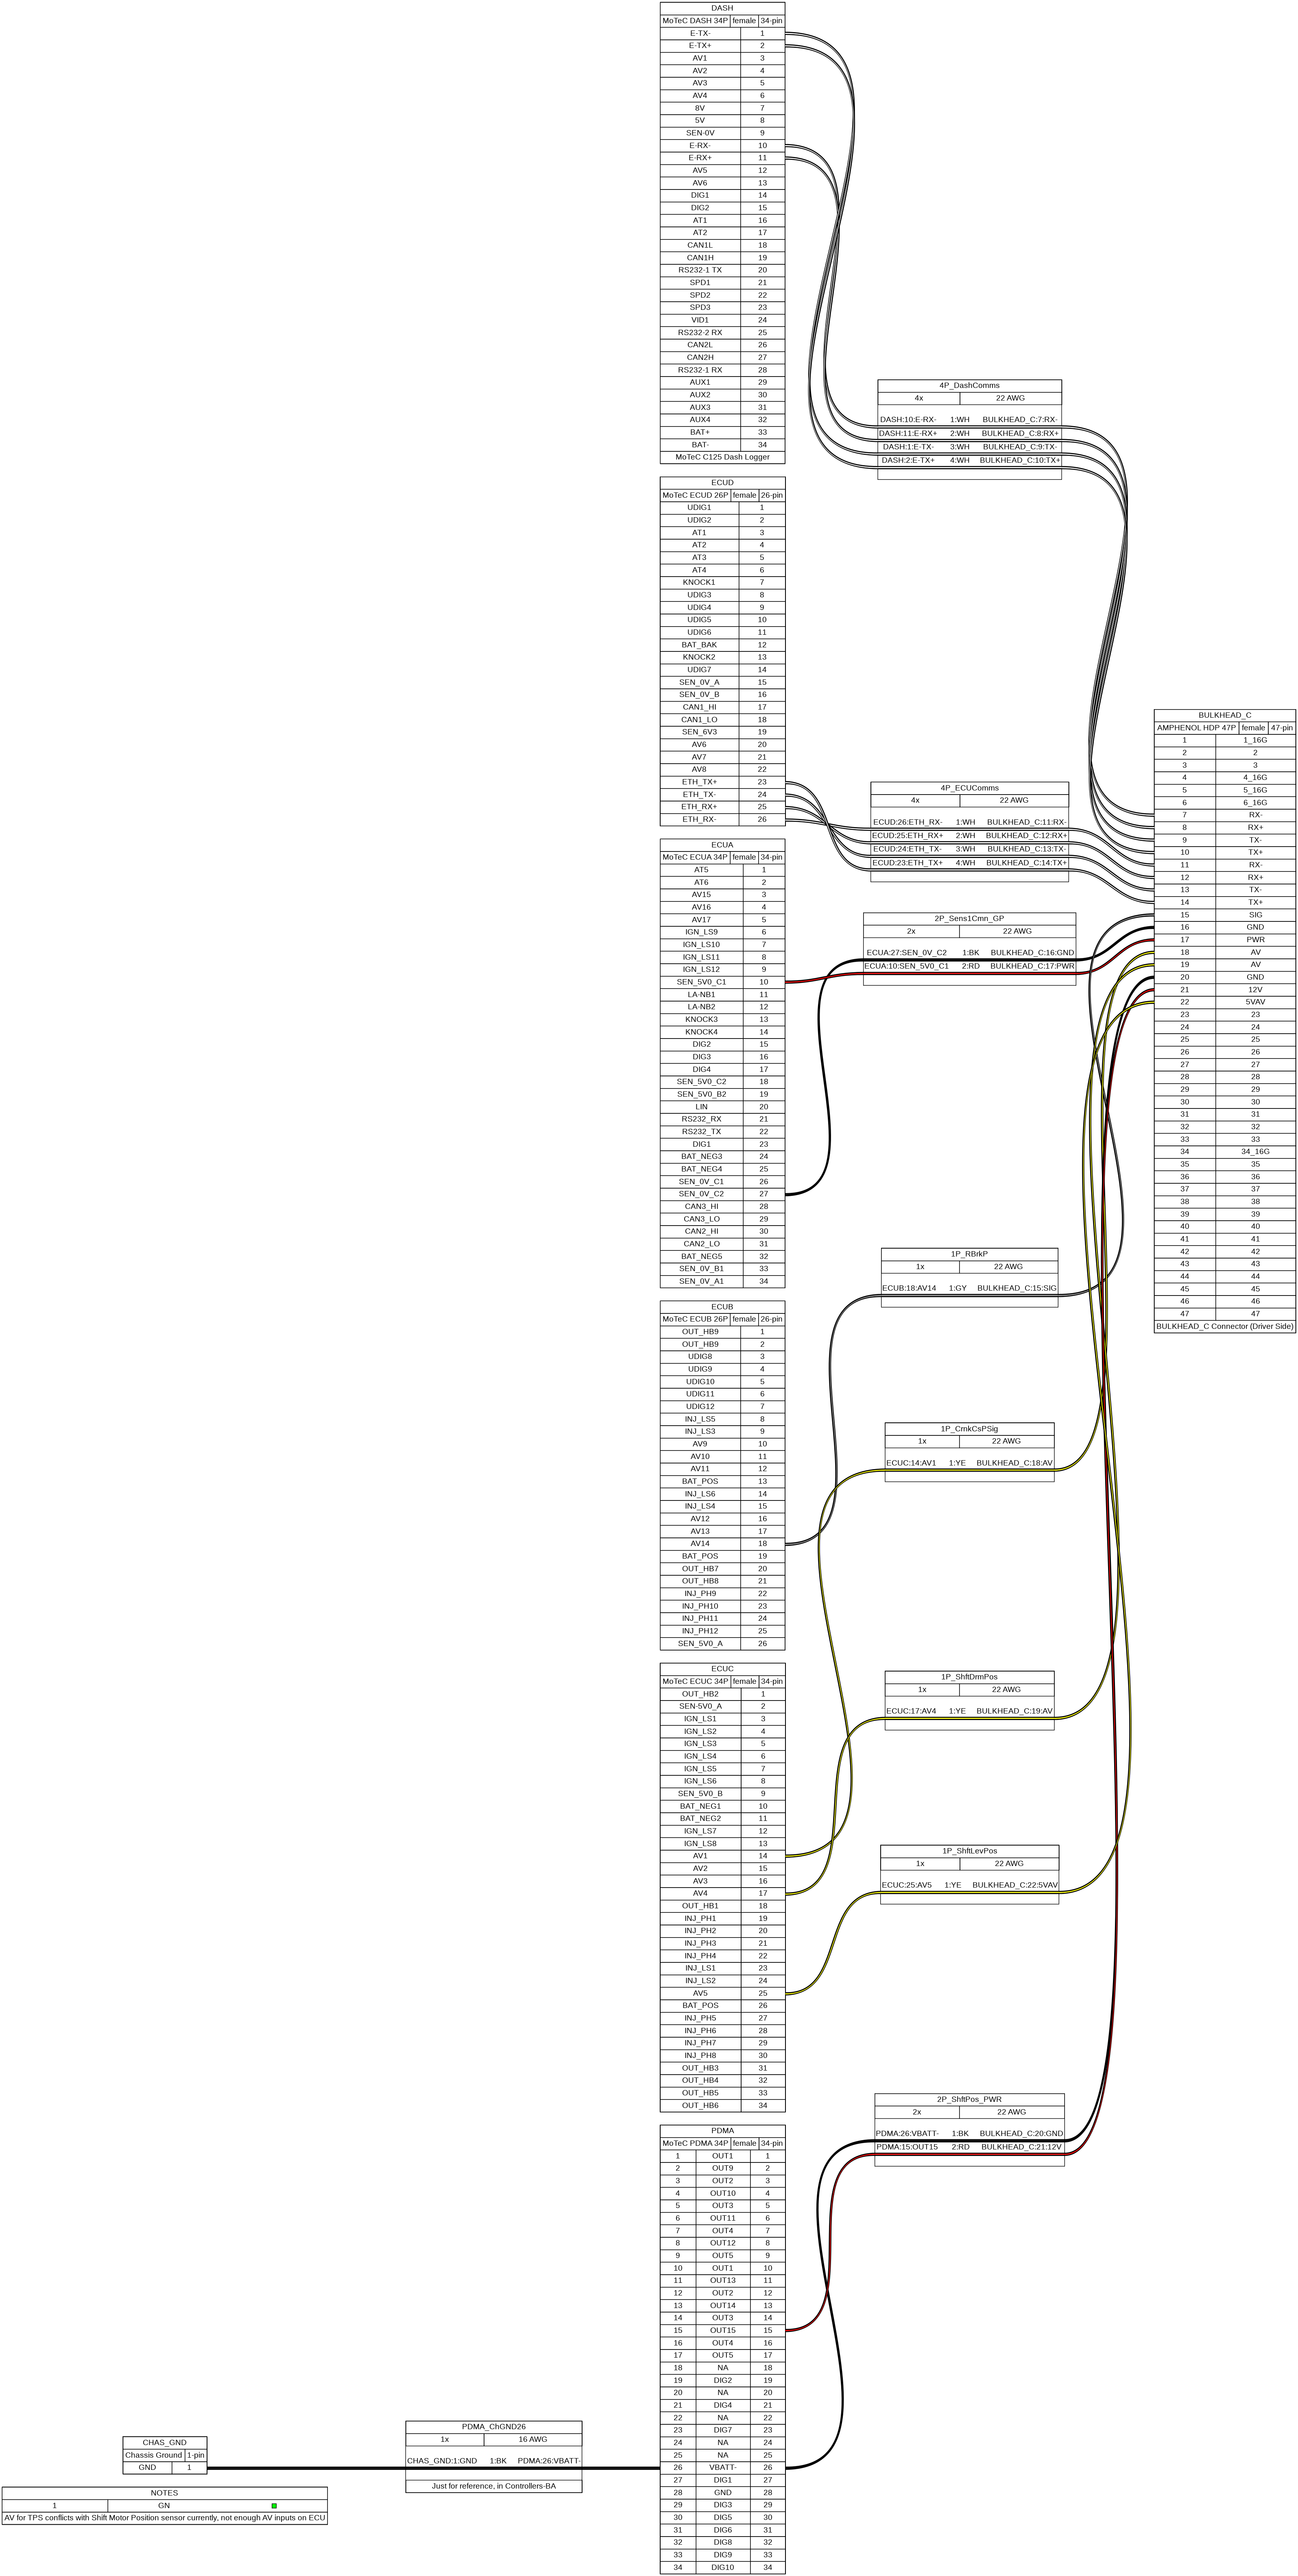 DASH
MoTeC DASH 34P female 34-pin
E-TX- 1
E-TX+ 2
AV1 3
AV2 4
AV3 5
AV4 6
8V 7
5V 8
SEN-0V 9
E-RX- 10
E-RX+ 11
AV5 12
AV6 13
DIG1 14
DIG2 15
AT1 16
AT2 17
CAN1L 18
CAN1H 19
RS232-1 TX 20
SPD1 21
SPD2 22
SPD3 23
VID1 24
RS232-2 RX 25
CAN2L 26
CAN2H 27
RS232-1 RX 28
AUX1 29
AUX2 30
AUX3 31
AUX4 32
BAT+ 33
BAT- 34
MoTeC C125 Dash Logger
4P_DashComms
4x 22 AWG
DASH:10:E-RX- 1:WH BULKHEAD_C:7:RX-
DASH:11:E-RX+ 2:WH BULKHEAD_C:8:RX+
DASH:1:E-TX- 3:WH BULKHEAD_C:9:TX-
DASH:2:E-TX+ 4:WH BULKHEAD_C:10:TX+
ECUD
MoTeC ECUD 26P female 26-pin
UDIG1 1
UDIG2 2
AT1 3
AT2 4
AT3 5
AT4 6
KNOCK1 7
UDIG3 8
UDIG4 9
UDIG5 10
UDIG6 11
BAT_BAK 12
KNOCK2 13
UDIG7 14
SEN_0V_A 15
SEN_0V_B 16
CAN1_HI 17
CAN1_LO 18
SEN_6V3 19
AV6 20
AV7 21
AV8 22
ETH_TX+ 23
ETH_TX- 24
ETH_RX+ 25
ETH_RX- 26
4P_ECUComms
4x 22 AWG
ECUD:26:ETH_RX- 1:WH BULKHEAD_C:11:RX-
ECUD:25:ETH_RX+ 2:WH BULKHEAD_C:12:RX+
ECUD:24:ETH_TX- 3:WH BULKHEAD_C:13:TX-
ECUD:23:ETH_TX+ 4:WH BULKHEAD_C:14:TX+
BULKHEAD_C
AMPHENOL HDP 47P female 47-pin
1 1_16G
2 2
3 3
4 4_16G
5 5_16G
6 6_16G
7 RX-
8 RX+
9 TX-
10 TX+
11 RX-
12 RX+
13 TX-
14 TX+
15 SIG
16 GND
17 PWR
18 AV
19 AV
20 GND
21 12V
22 5VAV
23 23
24 24
25 25
26 26
27 27
28 28
29 29
30 30
31 31
32 32
33 33
34 34_16G
35 35
36 36
37 37
38 38
39 39
40 40
41 41
42 42
43 43
44 44
45 45
46 46
47 47
BULKHEAD_C Connector (Driver Side)
ECUA
MoTeC ECUA 34P female 34-pin
AT5 1
AT6 2
AV15 3
AV16 4
AV17 5
IGN_LS9 6
IGN_LS10 7
IGN_LS11 8
IGN_LS12 9
SEN_5V0_C1 10
LA-NB1 11
LA-NB2 12
KNOCK3 13
KNOCK4 14
DIG2 15
DIG3 16
DIG4 17
SEN_5V0_C2 18
SEN_5V0_B2 19
LIN 20
RS232_RX 21
RS232_TX 22
DIG1 23
BAT_NEG3 24
BAT_NEG4 25
SEN_0V_C1 26
SEN_0V_C2 27
CAN3_HI 28
CAN3_LO 29
CAN2_HI 30
CAN2_LO 31
BAT_NEG5 32
SEN_0V_B1 33
SEN_0V_A1 34
2P_Sens1Cmn_GP
2x 22 AWG
ECUA:27:SEN_0V_C2 1:BK BULKHEAD_C:16:GND
ECUA:10:SEN_5V0_C1 2:RD BULKHEAD_C:17:PWR
1P_RBrkP
1x 22 AWG
ECUB:18:AV14 1:GY BULKHEAD_C:15:SIG
ECUB
MoTeC ECUB 26P female 26-pin
OUT_HB9 1
OUT_HB9 2
UDIG8 3
UDIG9 4
UDIG10 5
UDIG11 6
UDIG12 7
INJ_LS5 8
INJ_LS3 9
AV9 10
AV10 11
AV11 12
BAT_POS 13
INJ_LS6 14
INJ_LS4 15
AV12 16
AV13 17
AV14 18
BAT_POS 19
OUT_HB7 20
OUT_HB8 21
INJ_PH9 22
INJ_PH10 23
INJ_PH11 24
INJ_PH12 25
SEN_5V0_A 26
1P_CrnkCsPSig
1x 22 AWG
ECUC:14:AV1 1:YE BULKHEAD_C:18:AV
ECUC
MoTeC ECUC 34P female 34-pin
OUT_HB2 1
SEN-5V0_A 2
IGN_LS1 3
IGN_LS2 4
IGN_LS3 5
IGN_LS4 6
IGN_LS5 7
IGN_LS6 8
SEN_5V0_B 9
BAT_NEG1 10
BAT_NEG2 11
IGN_LS7 12
IGN_LS8 13
AV1 14
AV2 15
AV3 16
AV4 17
OUT_HB1 18
INJ_PH1 19
INJ_PH2 20
INJ_PH3 21
INJ_PH4 22
INJ_LS1 23
INJ_LS2 24
AV5 25
BAT_POS 26
INJ_PH5 27
INJ_PH6 28
INJ_PH7 29
INJ_PH8 30
OUT_HB3 31
OUT_HB4 32
OUT_HB5 33
OUT_HB6 34
1P_ShftDrmPos
1x 22 AWG
ECUC:17:AV4 1:YE BULKHEAD_C:19:AV
1P_ShftLevPos
1x 22 AWG
ECUC:25:AV5 1:YE BULKHEAD_C:22:5VAV
2P_ShftPos_PWR
2x 22 AWG
PDMA:26:VBATT- 1:BK BULKHEAD_C:20:GND
PDMA:15:OUT15 2:RD BULKHEAD_C:21:12V
PDMA
MoTeC PDMA 34P female 34-pin
1 OUT1 1
2 OUT9 2
3 OUT2 3
4 OUT10 4
5 OUT3 5
6 OUT11 6
7 OUT4 7
8 OUT12 8
9 OUT5 9
10 OUT1 10
11 OUT13 11
12 OUT2 12
13 OUT14 13
14 OUT3 14
15 OUT15 15
16 OUT4 16
17 OUT5 17
18 NA 18
19 DIG2 19
20 NA 20
21 DIG4 21
22 NA 22
23 DIG7 23
24 NA 24
25 NA 25
26 VBATT- 26
27 DIG1 27
28 GND 28
29 DIG3 29
30 DIG5 30
31 DIG6 31
32 DIG8 32
33 DIG9 33
34 DIG10 34
PDMA_ChGND26
1x 16 AWG
CHAS_GND:1:GND 1:BK PDMA:26:VBATT-
Just for reference, in Controllers-BA
CHAS_GND
Chassis Ground 1-pin
GND 1
NOTES
1 GN
AV for TPS conflicts with Shift Motor Position sensor currently, not enough AV inputs on ECU